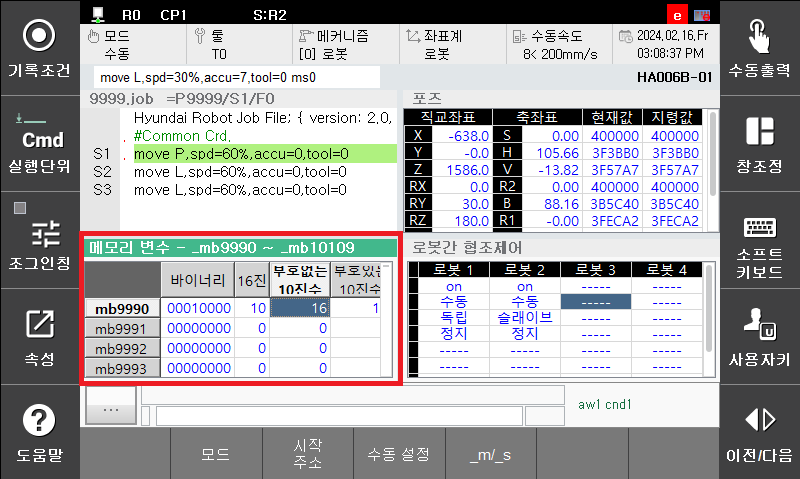 R0 CP1 S:R2 e
모드
수동
툴
T0
메커니즘
[0] 로봇
좌표계
로봇
수동속도
8< 200mm/s
2024,02,16,Fr
03:08:37 PM
기록조건
Cmd
실행단위
조그인칭
속성
도움말
move L,spd=30%,accu=7,tool=0 ms0
HA006B-01
9999.job =P9999/S1/F0
Hyundai Robot Job File; { version: 2.0,
#Common Crd.
S1 move P,spd=60%,accu=0,tool=0
S2 move L,spd=60%,accu=0,tool=0
S3 move L,spd=60%,accu=0,tool=0
포즈
직교좌표 축좌표 현재값 지령값
X -638.0 S 0.00 400000 400000
Y -0.0 H 105.66 3F3BB0 3F3BB0
Z 1586.0 V -13.82 3F57A7 3F57A7
RX 0.0 R2 0.00 400000 400000
RY 30.0 B 88.16 3B5C40 3B5C40
RZ 180.0 R1 -0.00 3FECA2 3FECA2
메모리 변수 - _mb9990 ~ _mb10109
바이너리 16진 부호없는 10진수 부호있는 10진수
mb9990 00010000 10 16 1
mb9991 00000000 0 0
mb9992 00000000 0 0
mb9993 00000000 0 0
로봇간 협조제어
로봇 1 로봇 2 로봇 3 로봇 4
on on ----- -----
수동 수동 ----- -----
독립 슬레이브 ----- -----
정지 정지 ----- -----
----- ----- ----- -----
----- ----- ----- -----
...
aw1 cnd1
모드
시작
주소
수동 설정
_m/_s
수동출력
창조정
소프트
키보드
U
사용자키
이전/다음